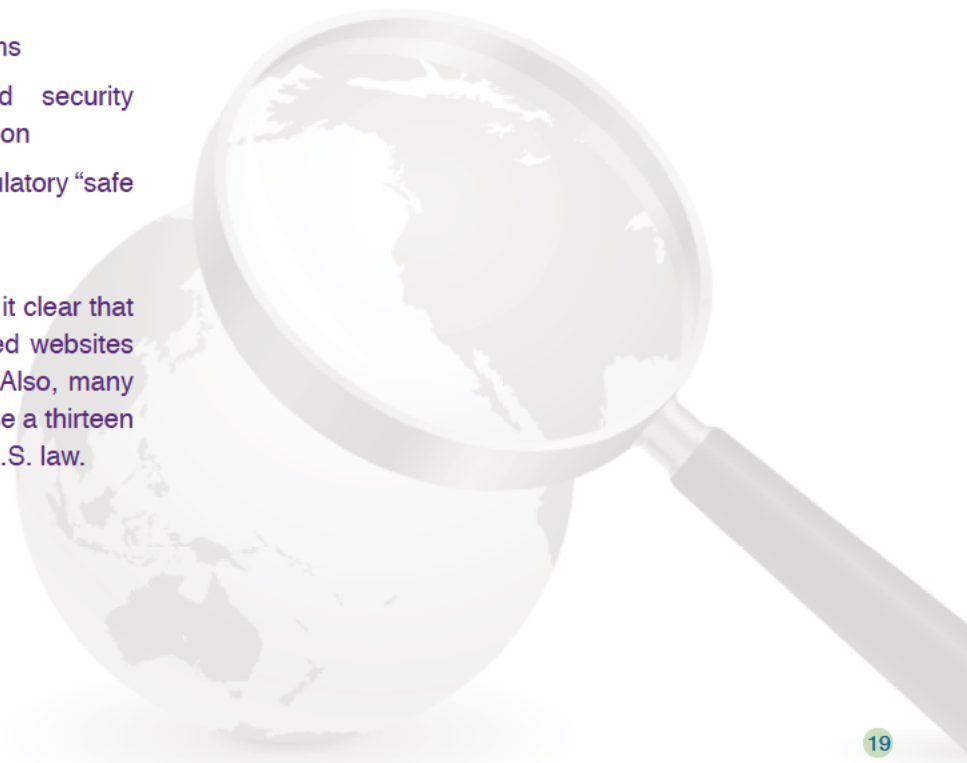 ns
d security
on
ulatory “safe
it clear that
ed websites
Also, many
e a thirteen
.S. law.
19